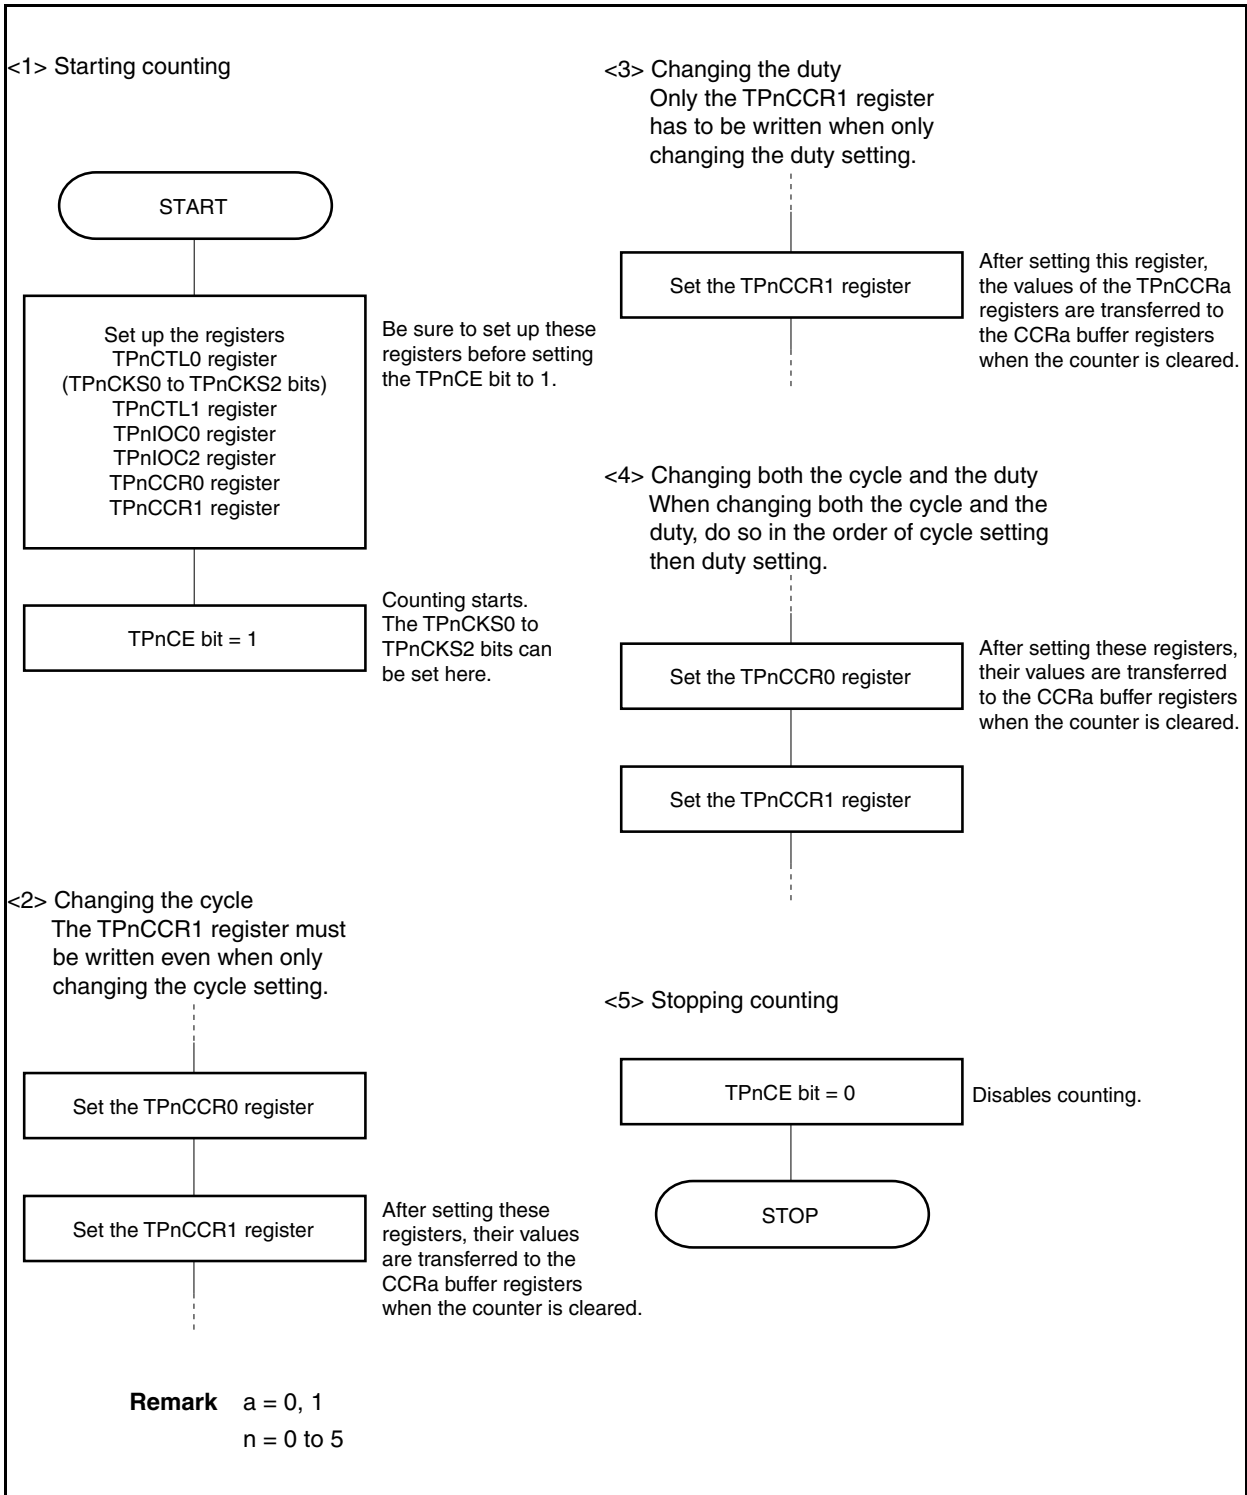 <1> Starting counting
START
Set up the registers
TPnCTL0 register
(TPnCKS0 to TPnCKS2 bits)
TPnCTL1 register
TPnIOC0 register
TPnIOC2 register
TPnCCR0 register
TPnCCR1 register
Be sure to set up these
registers before setting
the TPnCE bit to 1.
TPnCE bit = 1
Counting starts.
The TPnCKS0 to
TPnCKS2 bits can
be set here.
<2> Changing the cycle
The TPnCCR1 register must
be written even when only
changing the cycle setting.
Set the TPnCCR0 register
Set the TPnCCR1 register
After setting these
registers, their values
are transferred to the
CCRa buffer registers
when the counter is cleared.
<3> Changing the duty
Only the TPnCCR1 register
has to be written when only
changing the duty setting.
Set the TPnCCR1 register
After setting this register,
the values of the TPnCCRa
registers are transferred to
the CCRa buffer registers
when the counter is cleared.
<4> Changing both the cycle and the duty
When changing both the cycle and the
duty, do so in the order of cycle setting
then duty setting.
Set the TPnCCR0 register
After setting these registers,
their values are transferred
to the CCRa buffer registers
when the counter is cleared.
Set the TPnCCR1 register
<5> Stopping counting
TPnCE bit = 0
Disables counting.
STOP
Remark a = 0, 1
n = 0 to 5